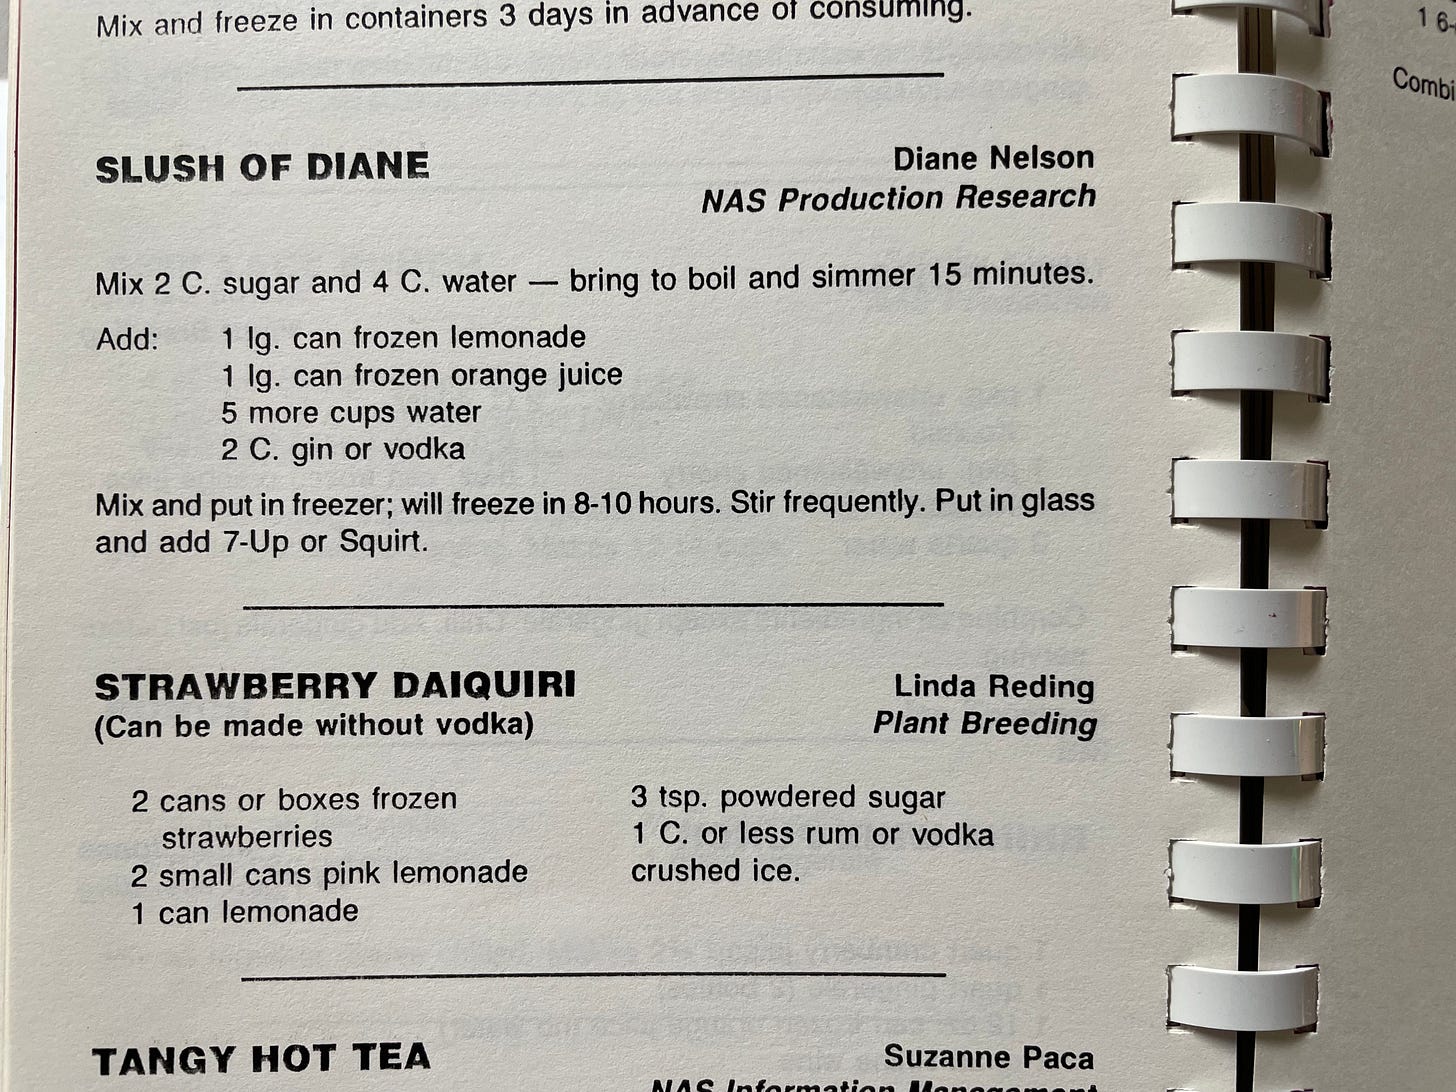 Mix and freeze in containers 3 days in advance of consuming.
SLUSH OF DIANE
Diane Nelson
NAS Production Research
Mix 2 C. sugar and 4 C. water — bring to boil and simmer 15 minutes.
Add: 1 lg. can frozen lemonade
1 lg. can frozen orange juice
5 more cups water
2 C. gin or vodka
Mix and put in freezer; will freeze in 8-10 hours. Stir frequently. Put in glass
and add 7-Up or Squirt.
STRAWBERRY DAIQUIRI
(Can be made without vodka)
Linda Reding
Plant Breeding
2 cans or boxes frozen
strawberries
2 small cans pink lemonade
1 can lemonade
3 tsp. powdered sugar
1 C. or less rum or vodka
crushed ice.
TANGY HOT TEA
Suzanne Paca
NAS Information Management
1 6-
Combi